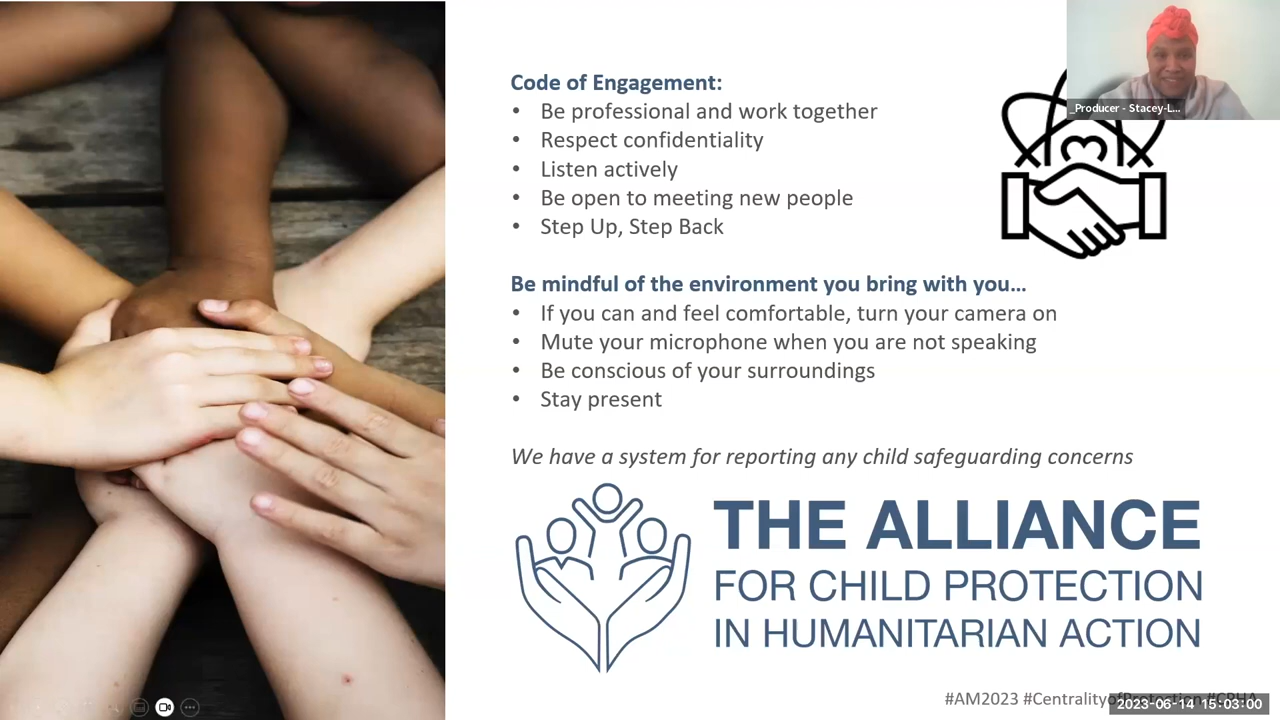 Code of Engagement:
• Be professional and work together
• Respect confidentiality
• Listen actively
• Be open to meeting new people
• Step Up, Step Back
Be mindful of the environment you bring with you...
• If you can and feel comfortable, turn your camera on
• Mute your microphone when you are not speaking
• Be conscious of your surroundings
• Stay present
We have a system for reporting any child safeguarding concerns
THE ALLIANCE
FOR CHILD PROTECTION
IN HUMANITARIAN ACTION
_Producer - Stacey-L...
#AM2023 #CentralityofProtection #CPHA
2023-06-14 15:03:00